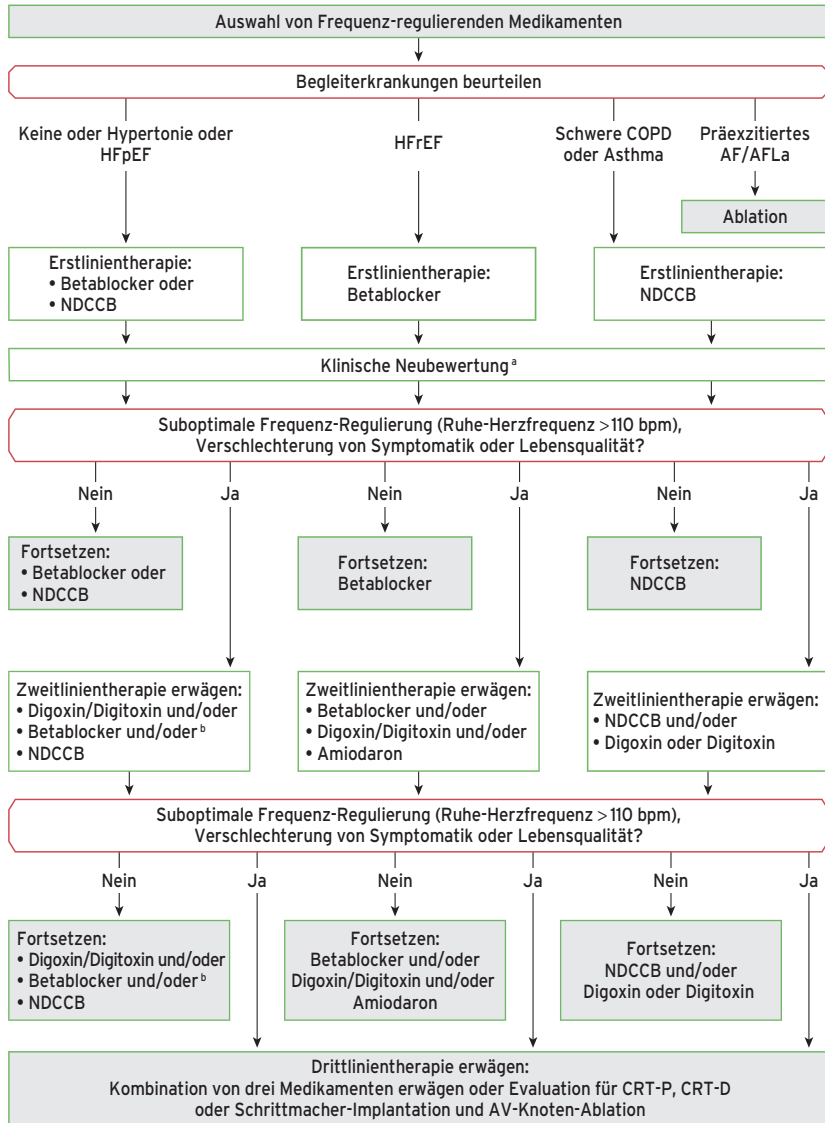 Auswahl von Frequenz-regulierenden Medikamenten
Begleiterkrankungen beurteilen
Keine oder Hypertonie oder
HFpEF
HFrEF
Schwere COPD
oder Asthma
Präexzitiertes
AF/AFLa
Ablation
Erstlinientherapie:
• Betablocker oder
• NDCCB
Erstlinientherapie:
Betablocker
Erstlinientherapie:
NDCCB
Klinische Neubewertung a
Suboptimale Frequenz-Regulierung (Ruhe-Herzfrequenz >110 bpm),
Verschlechterung von Symptomatik oder Lebensqualität?
Nein
Ja
Nein
Ja
Nein
Ja
Fortsetzen:
• Betablocker oder
• NDCCB
Fortsetzen:
Betablocker
Fortsetzen:
NDCCB
Zweitlinientherapie erwägen:
• Digoxin/Digitoxin und/oder
• Betablocker und/oder b
• NDCCB
Zweitlinientherapie erwägen:
• Betablocker und/oder
• Digoxin/Digitoxin und/oder
• Amiodaron
Zweitlinientherapie erwägen:
• NDCCB und/oder
• Digoxin oder Digitoxin
Suboptimale Frequenz-Regulierung (Ruhe-Herzfrequenz >110 bpm),
Verschlechterung von Symptomatik oder Lebensqualität?
Nein
Ja
Nein
Ja
Nein
Ja
Fortsetzen:
• Digoxin/Digitoxin und/oder
• Betablocker und/oder b
• NDCCB
Fortsetzen:
Betablocker und/oder
Digoxin/Digitoxin und/oder
Amiodaron
Fortsetzen:
NDCCB und/oder
Digoxin oder Digitoxin
Drittlinientherapie erwägen:
Kombination von drei Medikamenten erwägen oder Evaluation für CRT-P, CRT-D
oder Schrittmacher-Implantation und AV-Knoten-Ablation